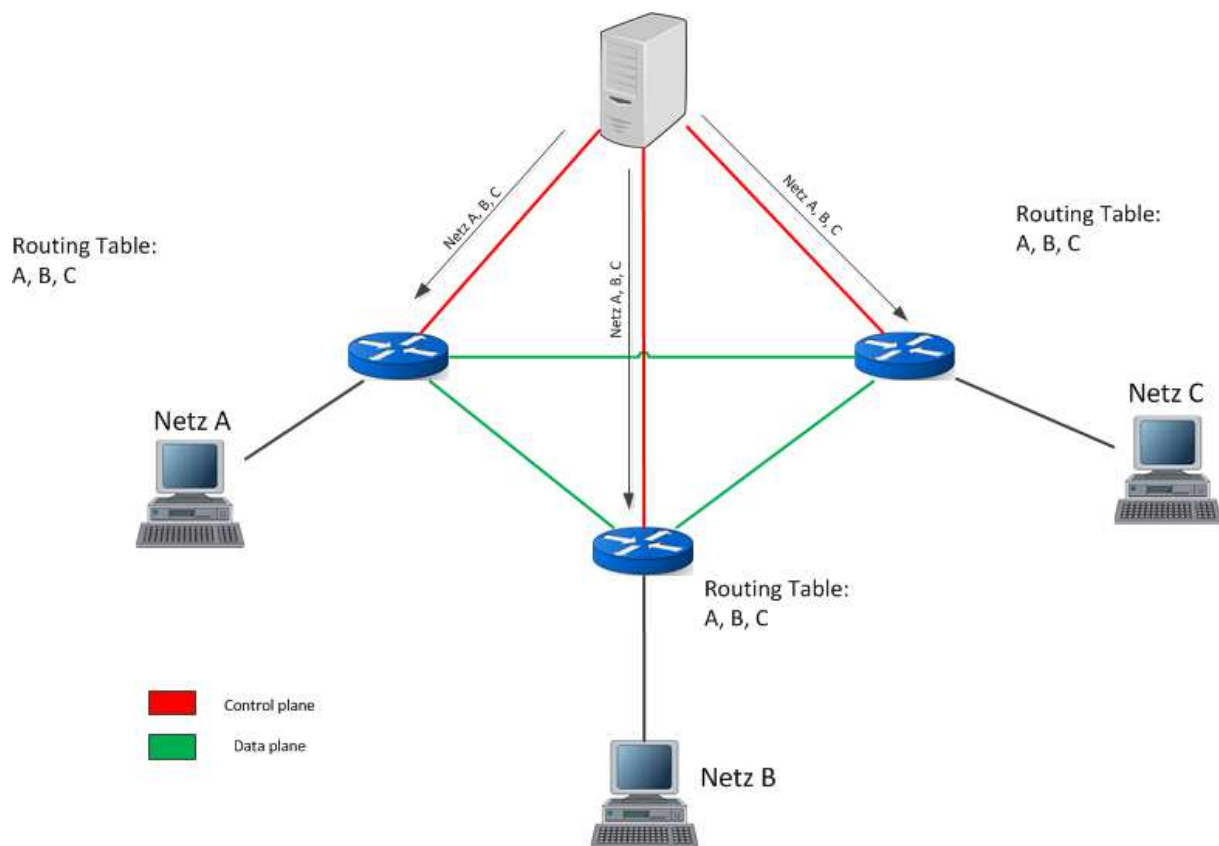 Netz A, B, C
Netz A, B, C
Netz A, B, C
Routing Table:
A, B, C
Routing Table:
A, B, C
Netz A
Netz C
Routing Table:
A, B, C
Control plane
Data plane
Netz B